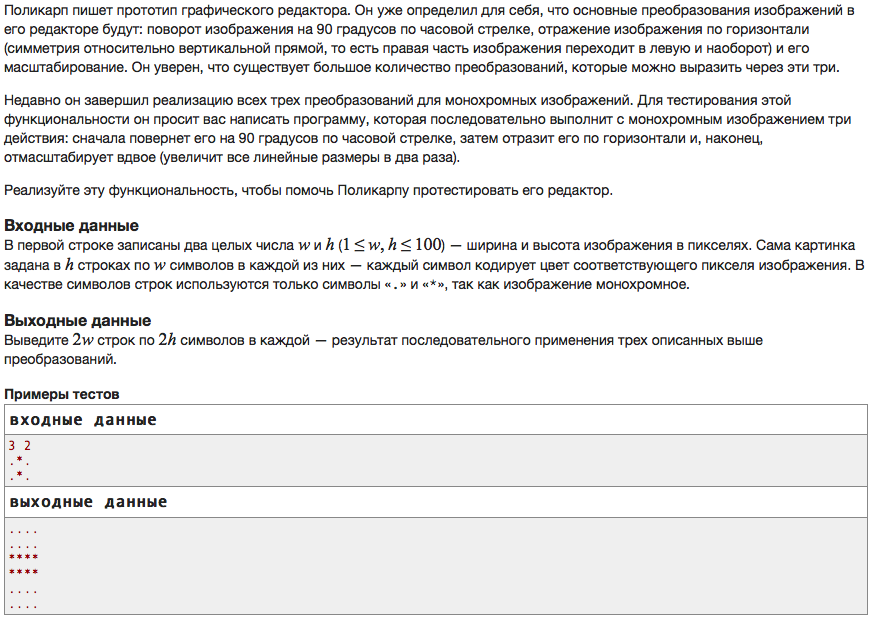 Поликарп пишет прототип графического редактора. Он уже определил для себя, что основные преобразования изображений в
его редакторе будут: поворот изображения на 90 градусов по часовой стрелке, отражение изображения по горизонтали
(симметрия относительно вертикальной прямой, то есть правая часть изображения переходит в левую и наоборот) и его
масштабирование. Он уверен, что существует большое количество преобразований, которые можно выразить через эти три.
Недавно он завершил реализацию всех трех преобразований для монохромных изображений. Для тестирования этой
функциональности он просит вас написать программу, которая последовательно выполнит с монохромным изображением три
действия: сначала повернет его на 90 градусов по часовой стрелке, затем отразит его по горизонтали и, наконец,
отмасштабирует вдвое (увеличит все линейные размеры в два раза).
Реализуйте эту функциональность, чтобы помочь Поликарпу протестировать его редактор.
Входные данные
В первой строке записаны два целых числа w и h (1 ≤ w, h ≤ 100) — ширина и высота изображения в пикселях. Сама картинка
задана в h строках по w символов в каждой из них — каждый символ кодирует цвет соответствующего пикселя изображения. В
качестве символов строк используются только символы «.» и «*», так как изображение монохромное.
Выходные данные
Выведите 2w строк по 2h символов в каждой — результат последовательного применения трех описанных выше
преобразований.
Примеры тестов
входные данные
3 2
.*.
.*.
выходные данные
....
....
****
****
....
....